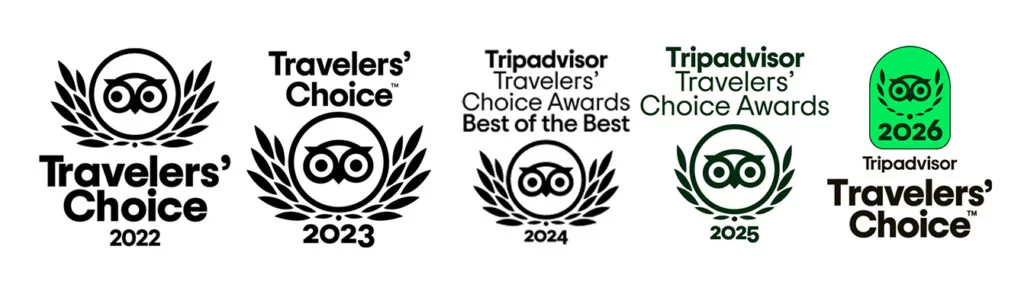 Travelers’
Choice
2022
Travelers’
Choice™
2023
Tripadvisor
Travelers’
Choice Awards
Best of the Best
2024
Tripadvisor
Travelers’
Choice Awards
2025
2026
Tripadvisor
Travelers’
Choice™